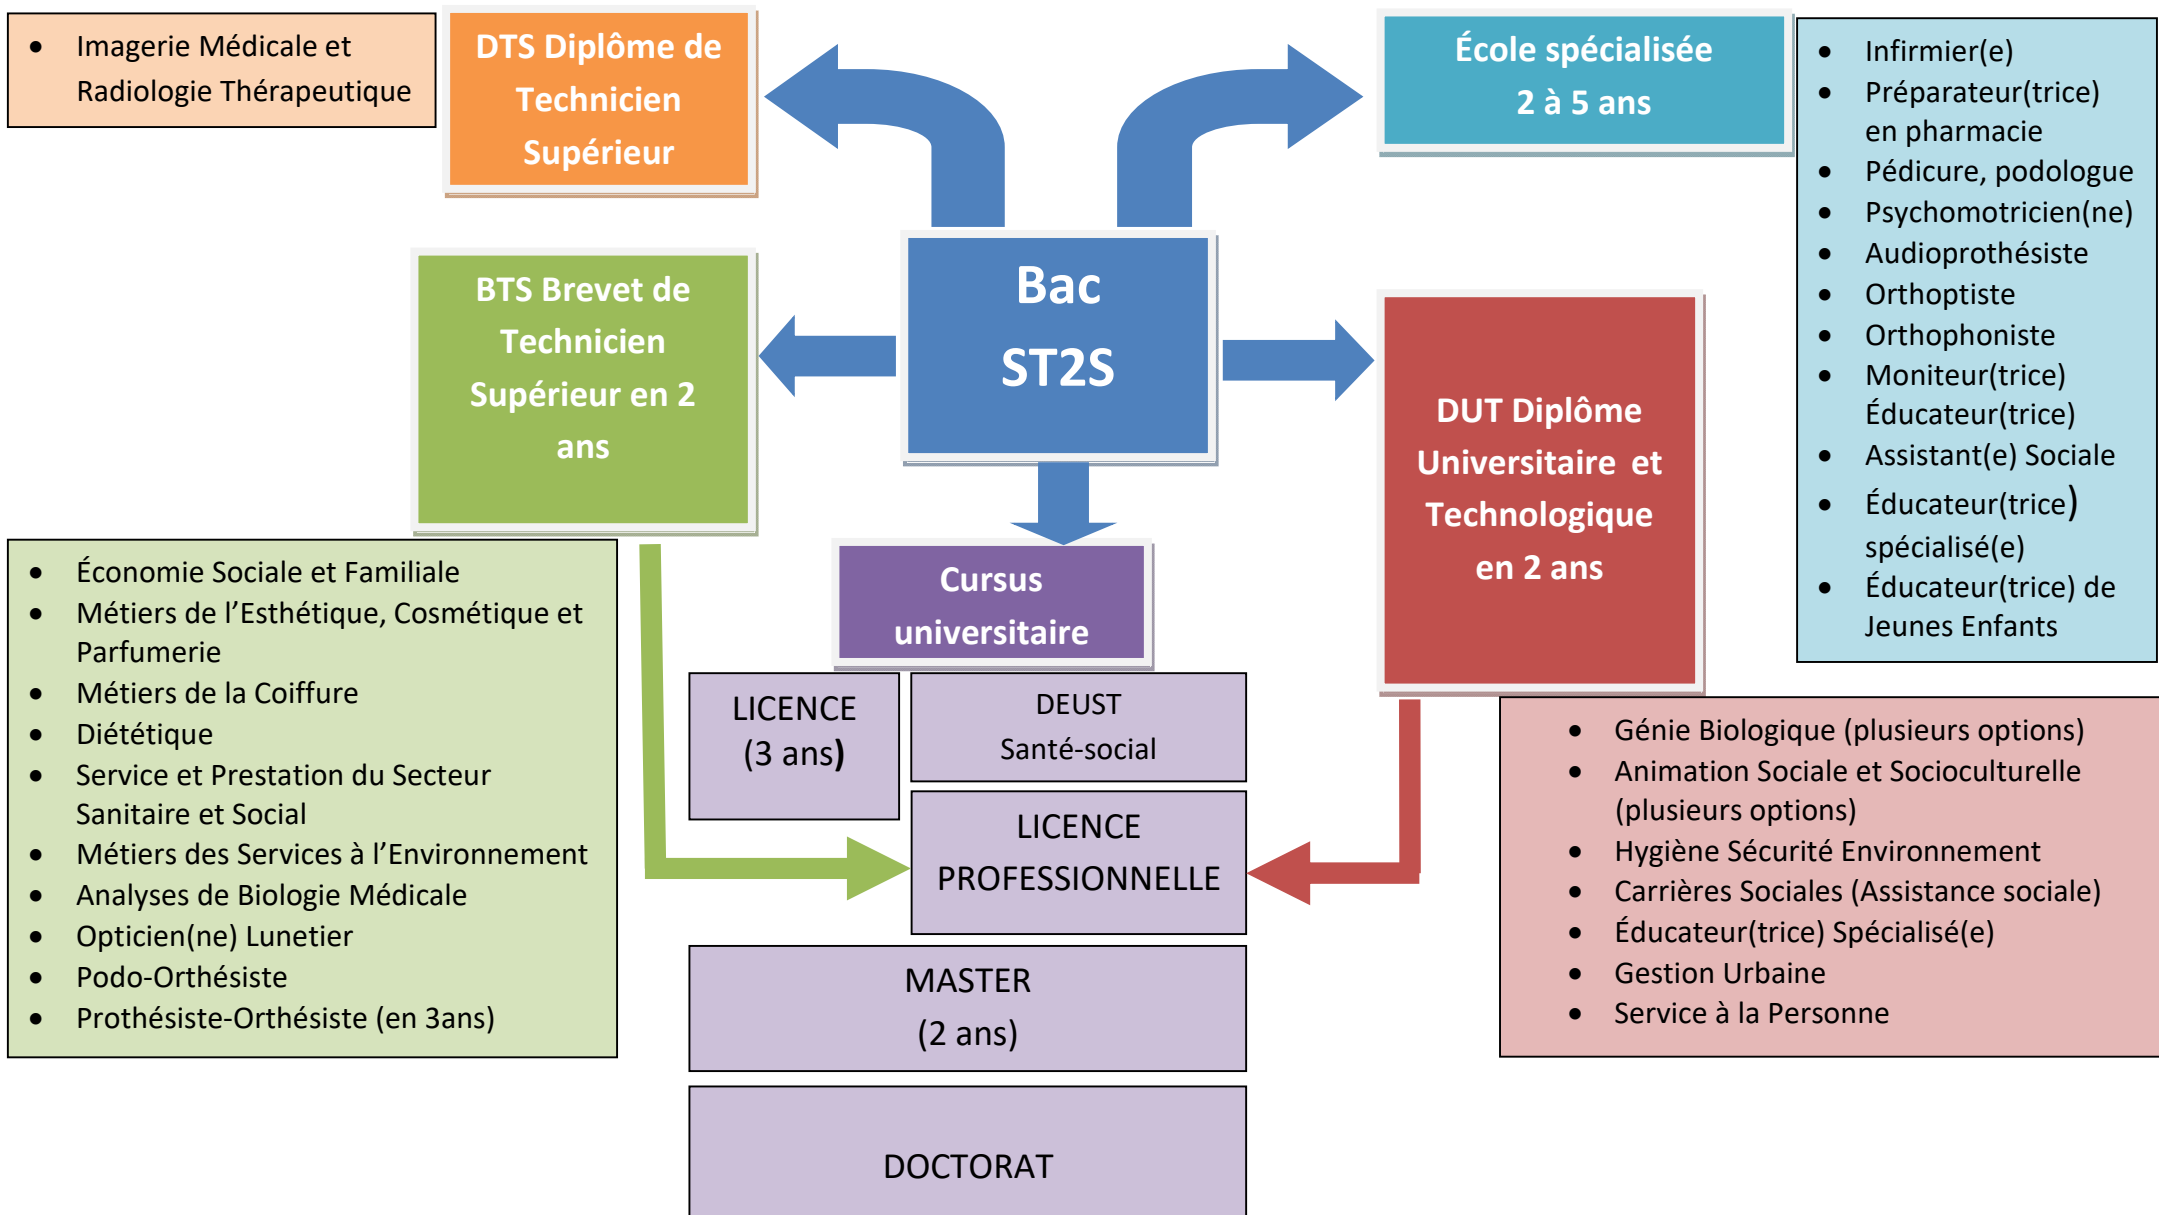 Imagerie Médicale et
Radiologie Thérapeutique
DTS Diplôme de
Technicien
Supérieur
École spécialisée
2 à 5 ans
Infirmier(e)
Préparateur(trice)
en pharmacie
Pédicure, podologue
Psychomotricien(ne)
Audioprothésiste
Orthoptiste
Orthophoniste
Moniteur(trice)
Éducateur(trice)
Assistant(e) Sociale
Éducateur(trice)
spécialisé(e)
Éducateur(trice) de
Jeunes Enfants
BTS Brevet de
Technicien
Supérieur en 2
ans
Bac
ST2S
DUT Diplôme
Universitaire et
Technologique
en 2 ans
Économie Sociale et Familiale
Métiers de l’Esthétique, Cosmétique et
Parfumerie
Métiers de la Coiffure
Diététique
Service et Prestation du Secteur
Sanitaire et Social
Métiers des Services à l’Environnement
Analyses de Biologie Médicale
Opticien(ne) Lunetier
Podo-Orthésiste
Prothésiste-Orthésiste (en 3ans)
Cursus
universitaire
LICENCE
(3 ans)
DEUST
Santé-social
LICENCE
PROFESSIONNELLE
MASTER
(2 ans)
DOCTORAT
Génie Biologique (plusieurs options)
Animation Sociale et Socioculturelle
(plusieurs options)
Hygiène Sécurité Environnement
Carrières Sociales (Assistance sociale)
Éducateur(trice) Spécialisé(e)
Gestion Urbaine
Service à la Personne